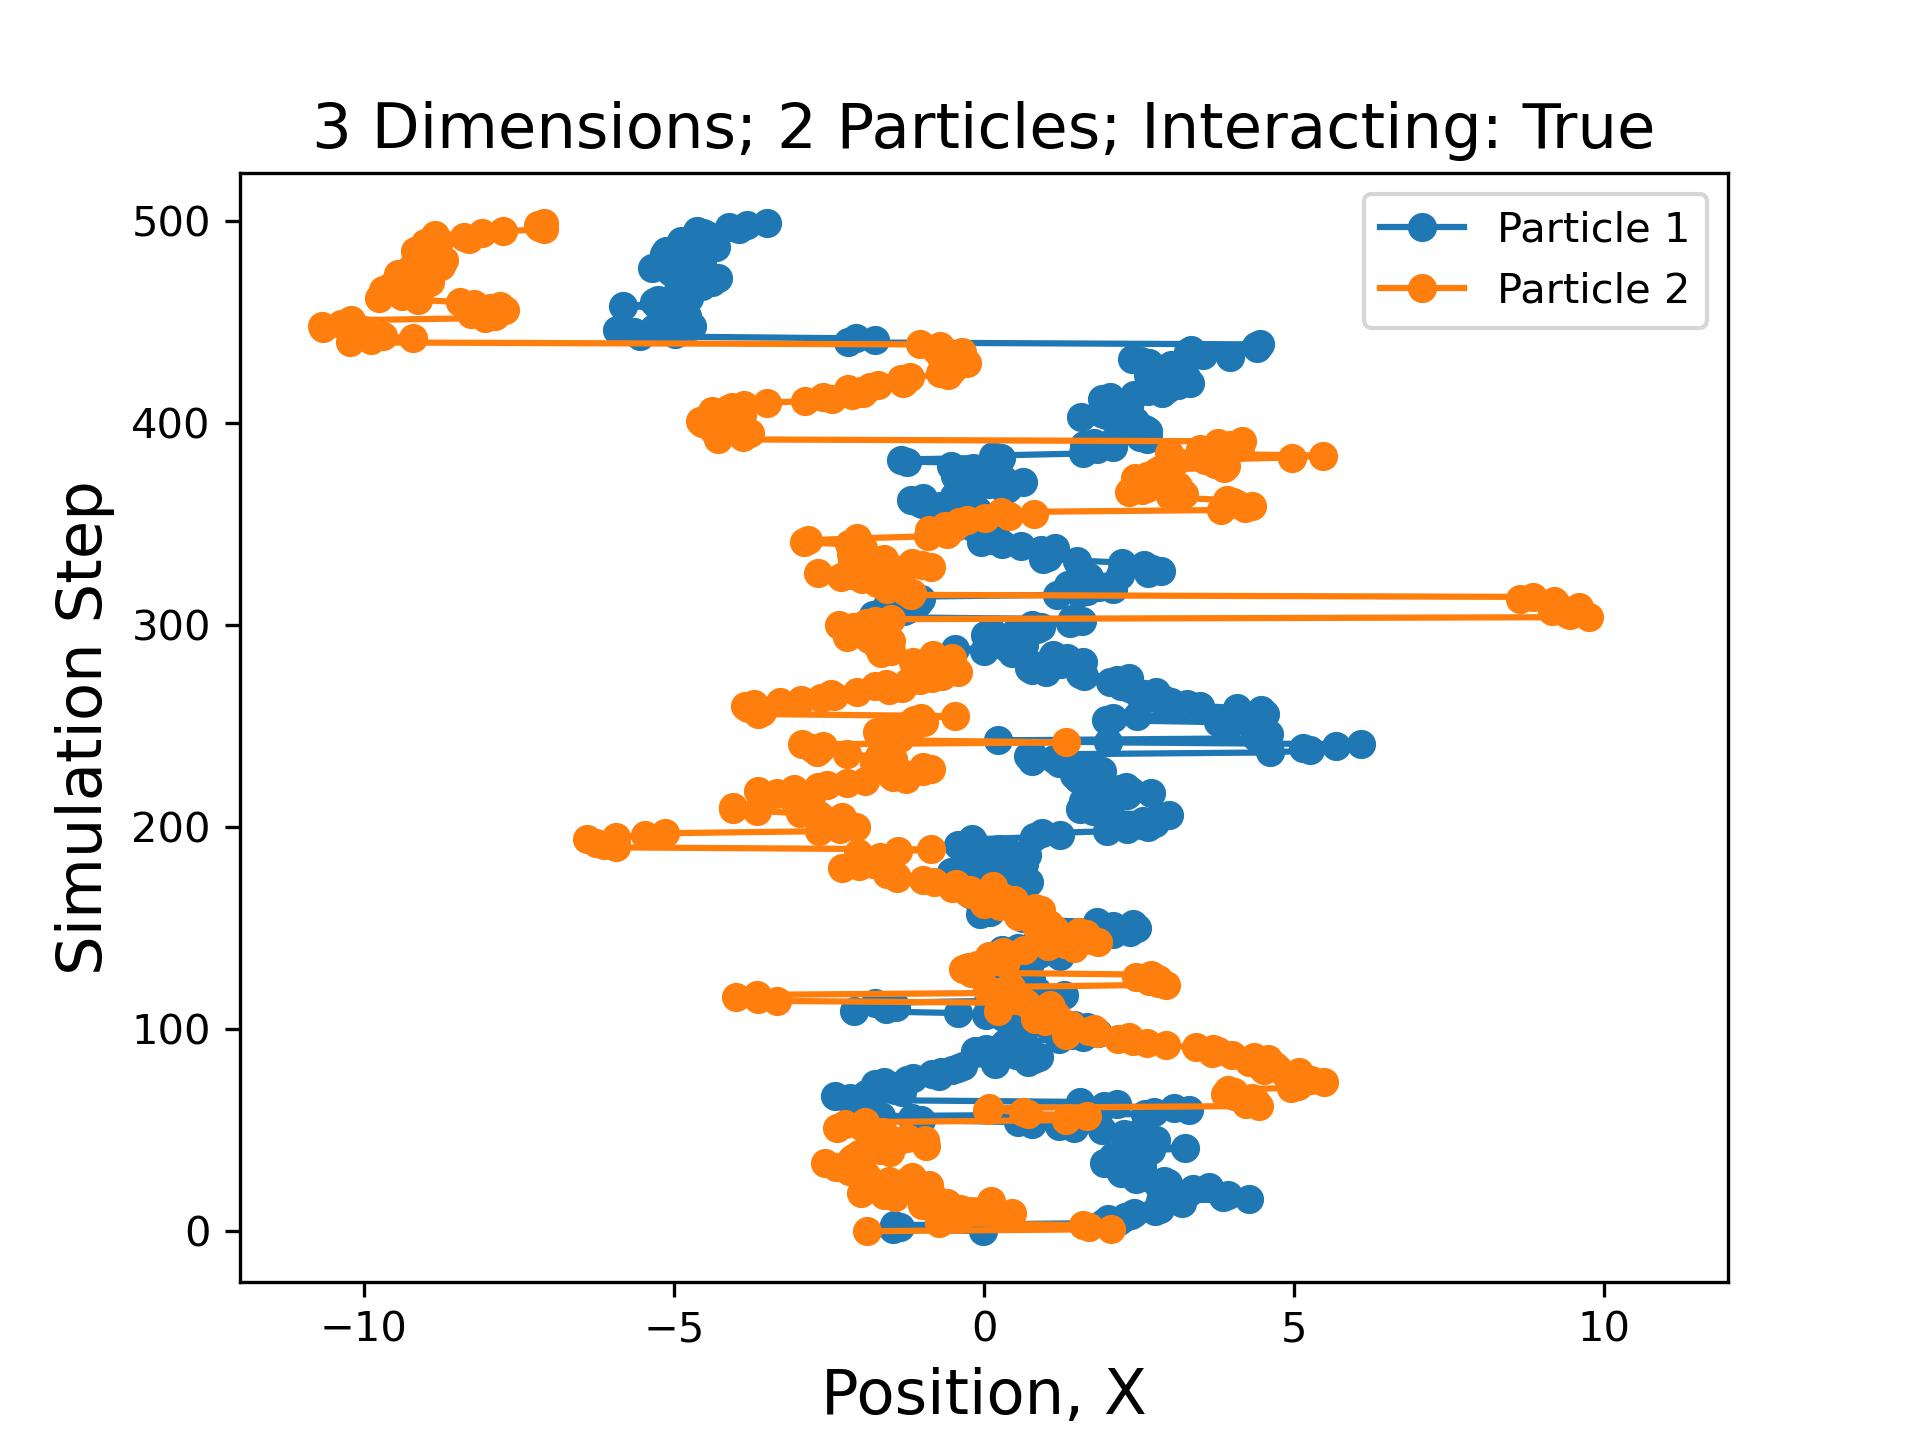 3 Dimensions; 2 Particles; Interacting: True
Particle 1
Particle 2
Simulation Step
500
400
300
200
100
0
−10
−5
0
5
10
Position, X